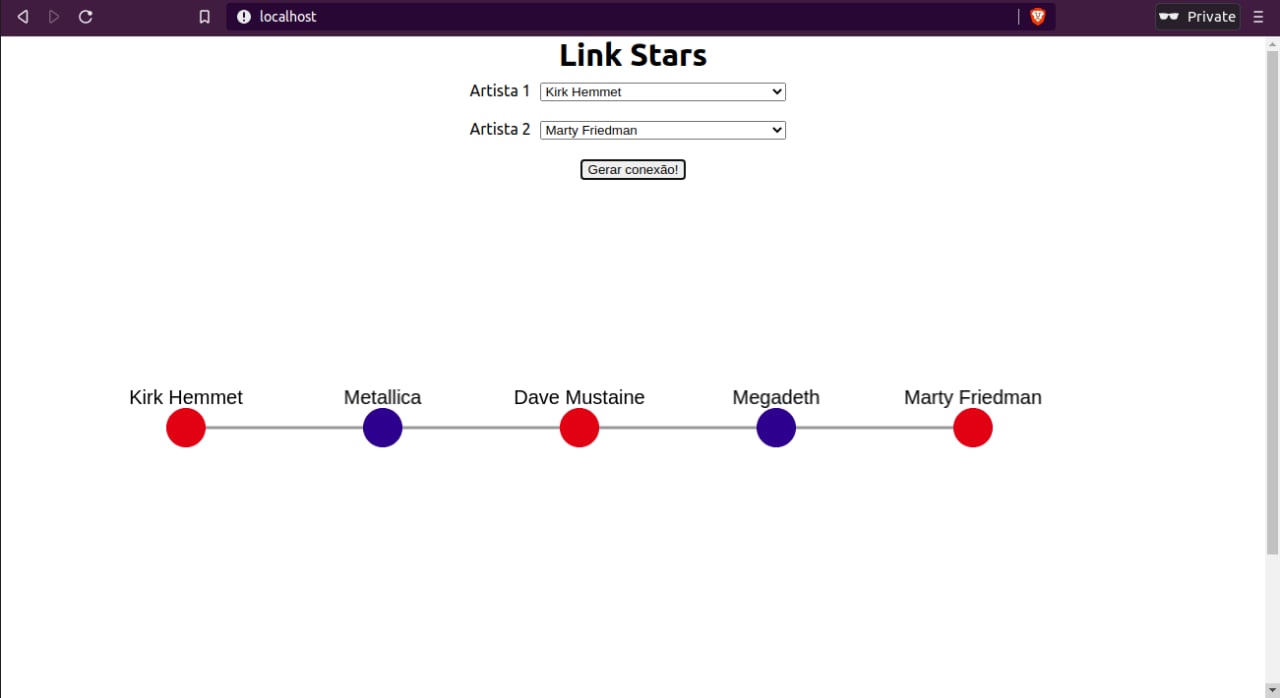 localhost
Private
Link Stars
Artista 1 Kirk Hemmet
Artista 2 Marty Friedman
Gerar conexão!
Kirk Hemmet Metallica Dave Mustaine Megadeth Marty Friedman